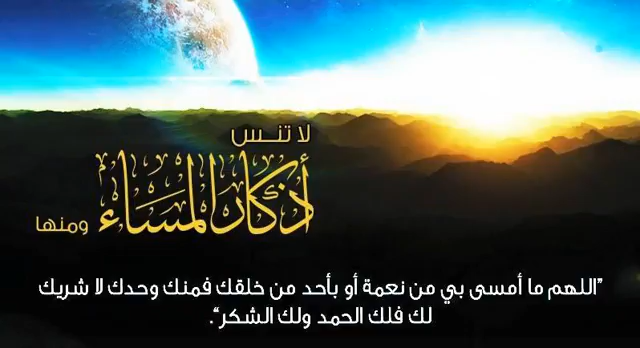 لا تنس
أذكار المساء
ومنها
"اللهم ما أمسى بي من نعمة أو بأحد من خلقك فمنك وحدك لا شريك
لك فلك الحمد ولك الشكر".